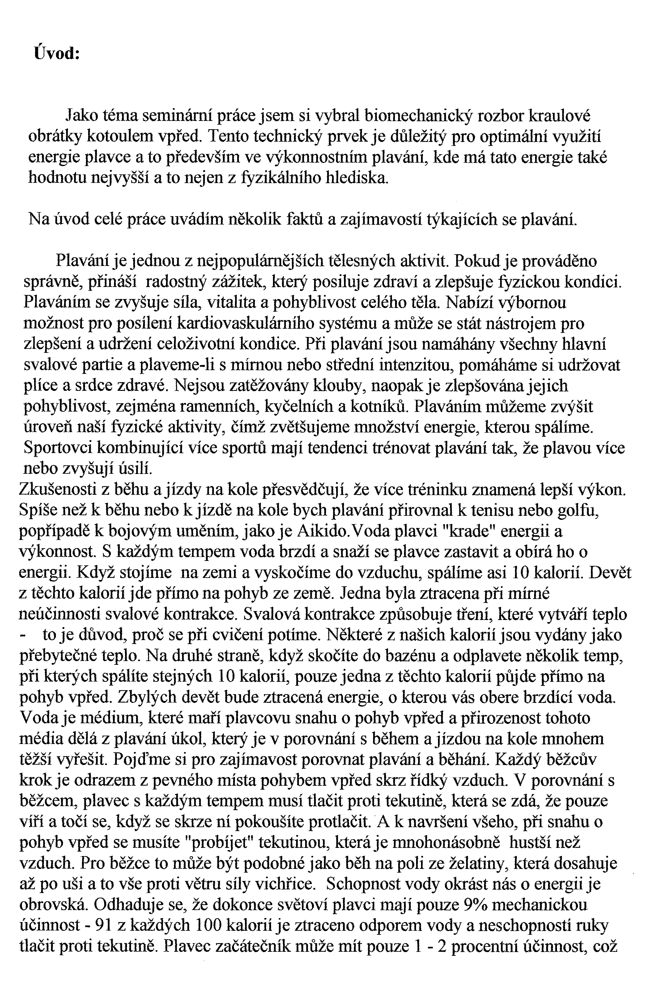 Úvod:
Jako téma seminární práce jsem si vybral biomechanický rozbor kraulové
obrátky kotoulem vpřed. Tento technický prvek je důležitý pro optimální využití
energie plavce a to především ve výkonnostním plavání, kde má tato energie také
hodnotu nejvyšší a to nejen z fyzikálního hlediska.
Na úvod celé práce uvádím několik faktů a zajímavostí týkajících se plavání.
Plavání je jednou z nejpopulárnějších tělesných aktivit. Pokud je prováděno
správně, přináší radostný zážitek, který posiluje zdraví a zlepšuje fyzickou kondici.
Plaváním se zvyšuje síla, vitalita a pohyblivost celého těla. Nabízí výbornou
možnost pro posílení kardiovaskulárního systému a může se stát nástrojem pro
zlepšení a udržení celoživotní kondice. Při plavání jsou namáhány všechny hlavní
svalové partie a plaveme-li s mírnou nebo střední intenzitou, pomáháme si udržovat
plíce a srdce zdravé. Nejsou zatěžovány klouby, naopak je zlepšována jejich
pohyblivost, zejména ramenních, kyčelních a kotníků. Plaváním můžeme zvýšit
úroveň naší fyzické aktivity, čímž zvětšujeme množství energie, kterou spálíme.
Sportovci kombinující více sportů mají tendenci trénovat plavání tak, že plavou více
nebo zvyšují úsilí.
Zkušenosti z běhu a jízdy na kole přesvědčují, že více tréninku znamená lepší výkon.
Spíše než k běhu nebo k jízdě na kole bych plavání přirovnal k tenisu nebo golfu,
popřípadě k bojovým uměním, jako je Aikido.Voda plavci "krade" energii a
výkonnost. S každým tempem voda brzdí a snaží se plavce zastavit a obírá ho o
energii. Když stojíme na zemi a vyskočíme do vzduchu, spálíme asi 10 kalorií. Devět
z těchto kalorií jde přímo na pohyb ze země. Jedna byla ztracena při mírné
neúčinnosti svalové kontrakce. Svalová kontrakce způsobuje tření, které vytváří teplo
- to je důvod, proč se při cvičení potíme. Některé z našich kalorií jsou vydány jako
přebytečné teplo. Na druhé straně, když skočíte do bazénu a odplavete několik temp,
při kterých spálíte stejných 10 kalorií, pouze jedna z těchto kalorií půjde přímo na
pohyb vpřed. Zbylých devět bude ztracená energie, o kterou vás obere brzdící voda.
Voda je médium, které maří plavcovu snahu o pohyb vpřed a přirozenost tohoto
média dělá z plavání úkol, který je v porovnání s během a jízdou na kole mnohem
těžší vyřešit. Pojďme si pro zajímavost porovnat plavání a běhání. Každý běžcův
krok je odrazem z pevného místa pohybem vpřed skrz řídký vzduch. V porovnání s
běžcem, plavec s každým tempem musí tlačit proti tekutině, která se zdá, že pouze
víří a točí se, když se skrze ní pokoušíte protlačit. A k navršení všeho, při snahu o
pohyb vpřed se musíte "probíjet" tekutinou, která je mnohonásobně hustší než
vzduch. Pro běžce to může být podobné jako běh na poli ze želatiny, která dosahuje
až po uši a to vše proti větru síly vichřice. Schopnost vody okrást nás o energii je
obrovská. Odhaduje se, že dokonce světoví plavci mají pouze 9% mechanickou
účinnost - 91 z každých 100 kalorií je ztraceno odporem vody a neschopností ruky
tlačit proti tekutině. Plavec začátečník může mít pouze 1 - 2 procentní účinnost, což